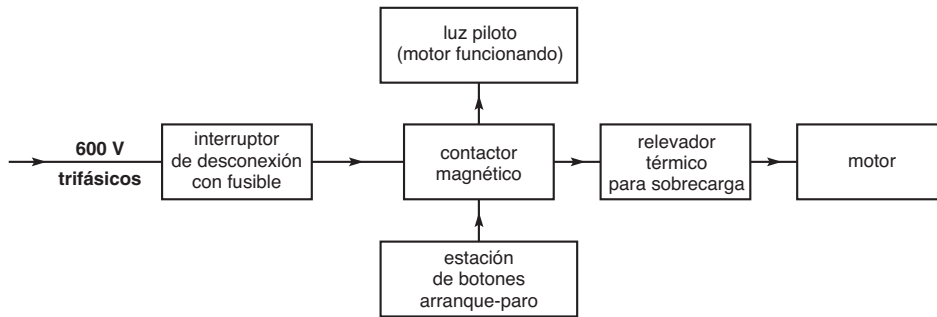 luz piloto
(motor funcionando)
600 V
trifásicos
interruptor
de desconexión
con fusible
contactor
magnético
relevador
térmico
para sobrecarga
motor
estación
de botones
arranque-paro